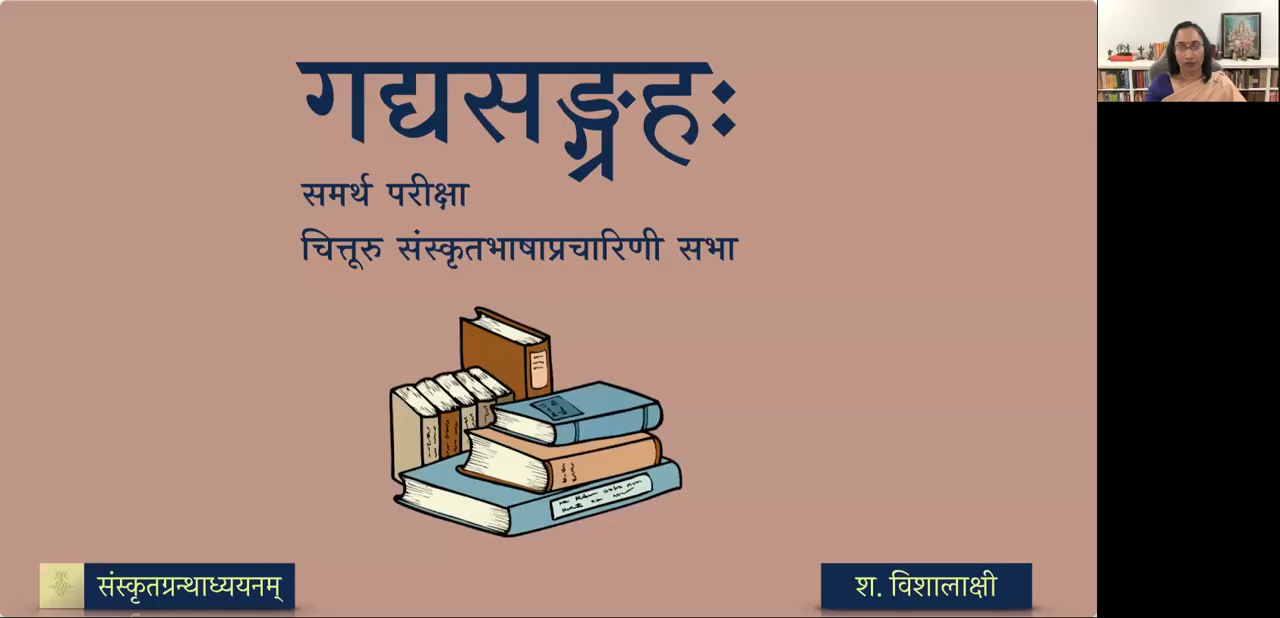 गद्यसङ्ग्रहः
समर्थ परीक्षा
चित्तूरु संस्कृतभाषाप्रचारिणी सभा
संस्कृतग्रन्थाध्ययनम्
श. विशालाक्षी